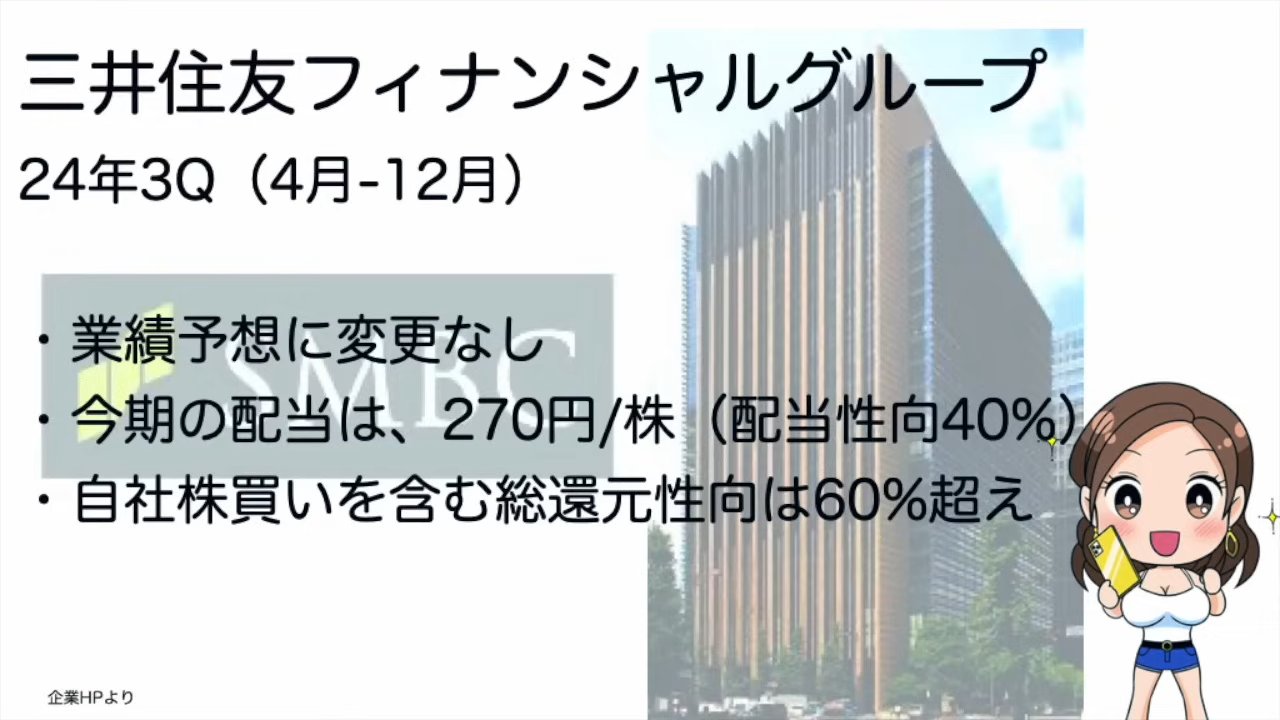 三井住友フィナンシャルグループ
24年3Q（4月-12月）
SMBC
・業績予想に変更なし
・今期の配当は、270円/株（配当性向40%）
・自社株買いを含む総還元性向は60%超え
企業HPより